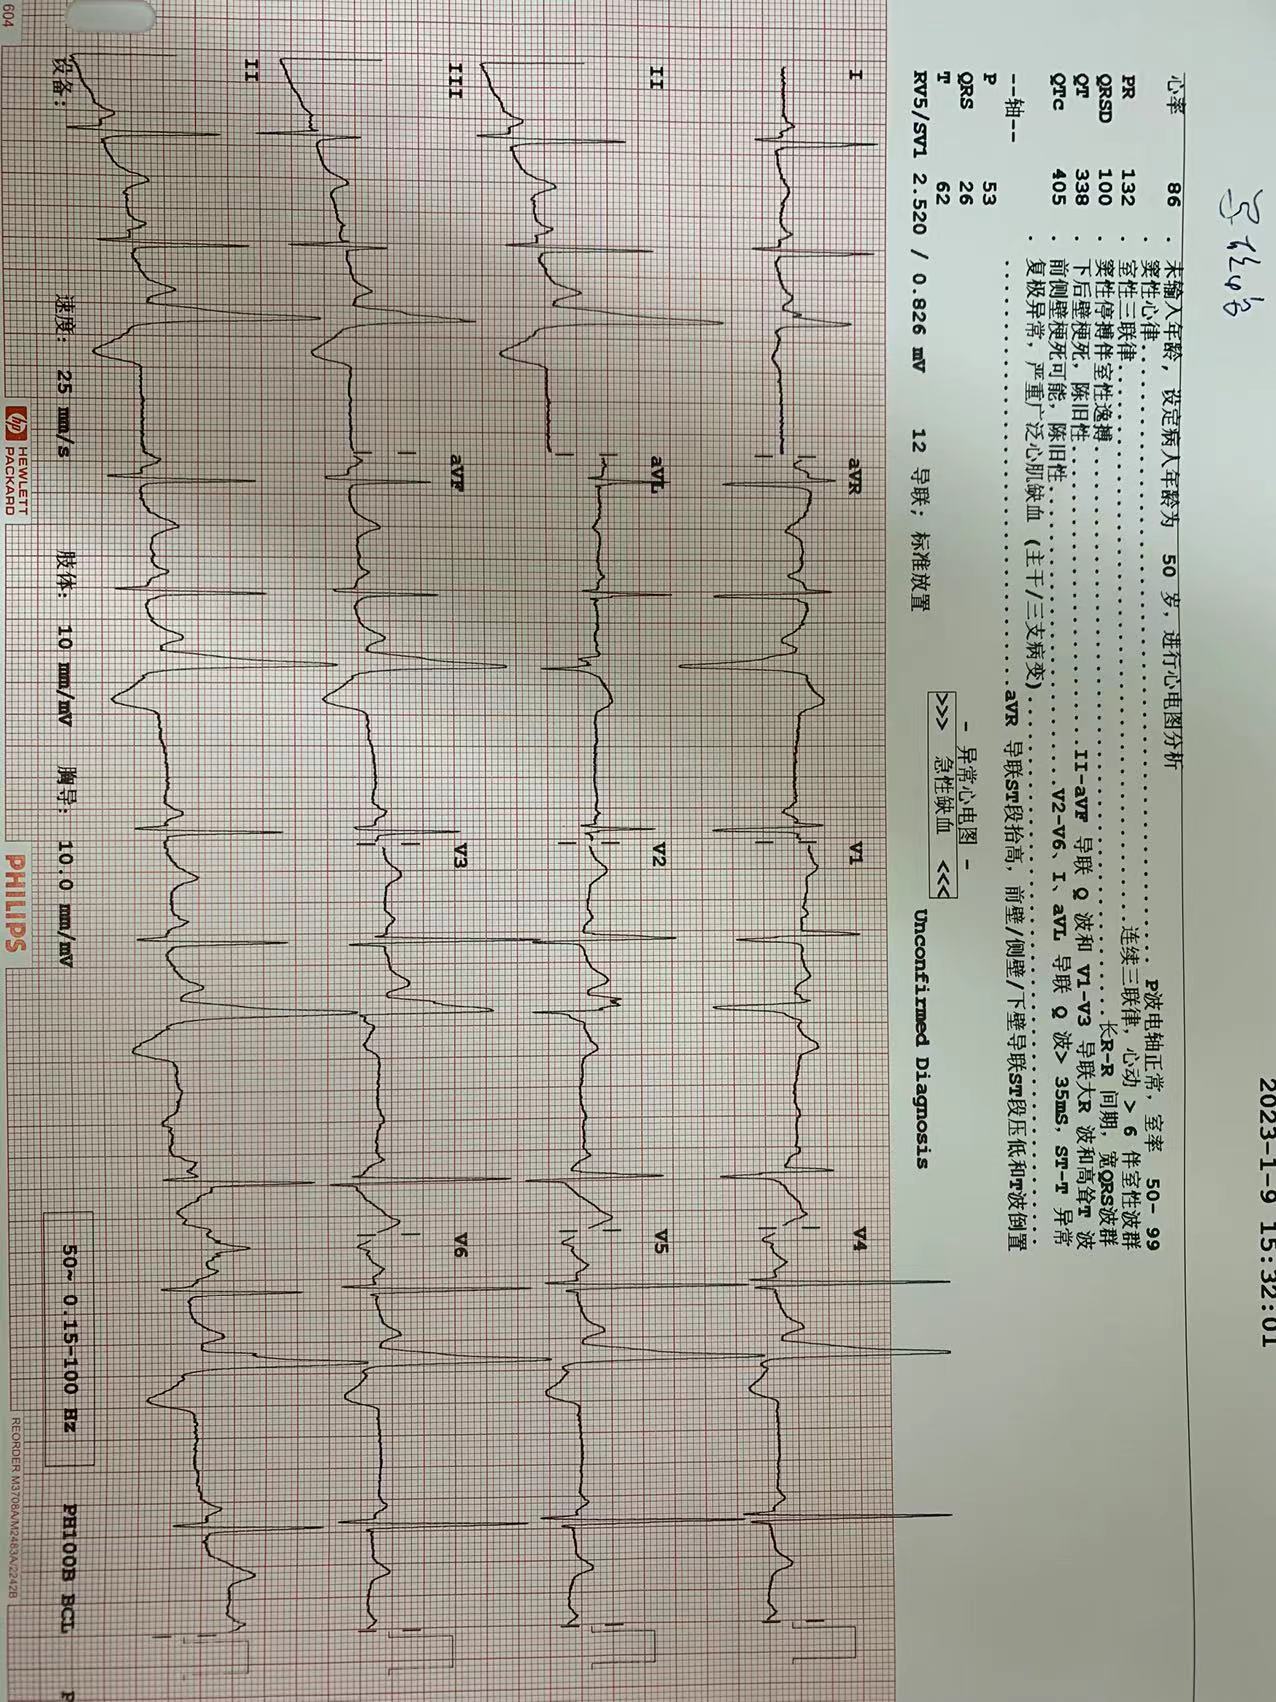 2023-1-9 15:32:01
心率 86 . 未输入年龄, 设定病人年龄为 50 岁, 进行心电图分析
. 窦性心律.............................. P波电轴正常, 室率 50- 99
PR 132 . 室性三联律..............................连续三联律, 心动 > 6 伴室性波群
QRSD 100 . 窦性停搏伴室性逸搏..............................长R-R 间期, 宽QRS波群
QT 338 . 下后壁梗死, 陈旧性..............................II-aVF 导联 Q 波和 V1-V3 导联大R 波和高耸T 波
QTc 405 . 前侧壁梗死可能, 陈旧性..............................V2-V6、I、aVL 导联 Q 波> 35mS, ST-T 异常
. 复极异常, 严重广泛心肌缺血 (主干/三支病变)..............................
--轴-- ..............................aVR 导联ST段抬高, 前壁/侧壁/下壁导联ST段压低和T波倒置
P 53
QRS 26 - 异常心电图 -
T 62 >>> 急性缺血 <<<
RV5/SV1 2.520 / 0.826 mV 12 导联; 标准放置 Unconfirmed Diagnosis
I aVR V1 V4
II aVL V2 V5
III aVF V3 V6
II
设备: 速度: 25 mm/s 肢体: 10 mm/mV 胸导: 10.0 mm/mV 50~ 0.15-100 Hz PH100B BCL P
604 hp HEWLETT PACKARD PHILIPS REORDER M3708A/M2483A/2242B